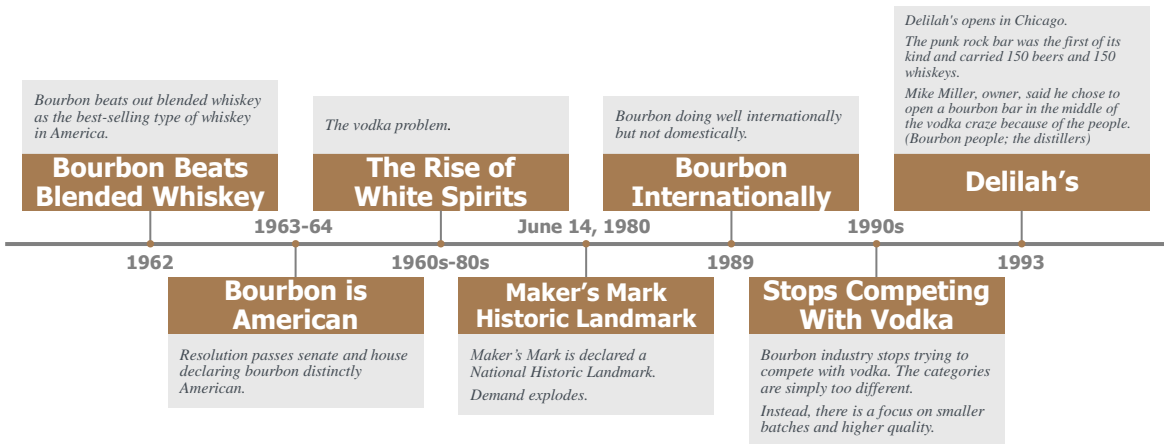 Bourbon beats out blended whiskey
as the best-selling type of whiskey
in America.
Bourbon Beats
Blended Whiskey
1962
1963-64
Bourbon is
American
Resolution passes senate and house
declaring bourbon distinctly
American.
The vodka problem.
The Rise of
White Spirits
1960s-80s
June 14, 1980
Maker's Mark
Historic Landmark
Maker's Mark is declared a
National Historic Landmark.
Demand explodes.
Bourbon doing well internationally
but not domestically.
Bourbon
Internationally
1989
1990s
Stops Competing
With Vodka
Bourbon industry stops trying to
compete with vodka. The categories
are simply too different.
Instead, there is a focus on smaller
batches and higher quality.
Delilah's opens in Chicago.
The punk rock bar was the first of its
kind and carried 150 beers and 150
whiskeys.
Mike Miller, owner, said he chose to
open a bourbon bar in the middle of
the vodka craze because of the people.
(Bourbon people; the distillers)
Delilah's
1993